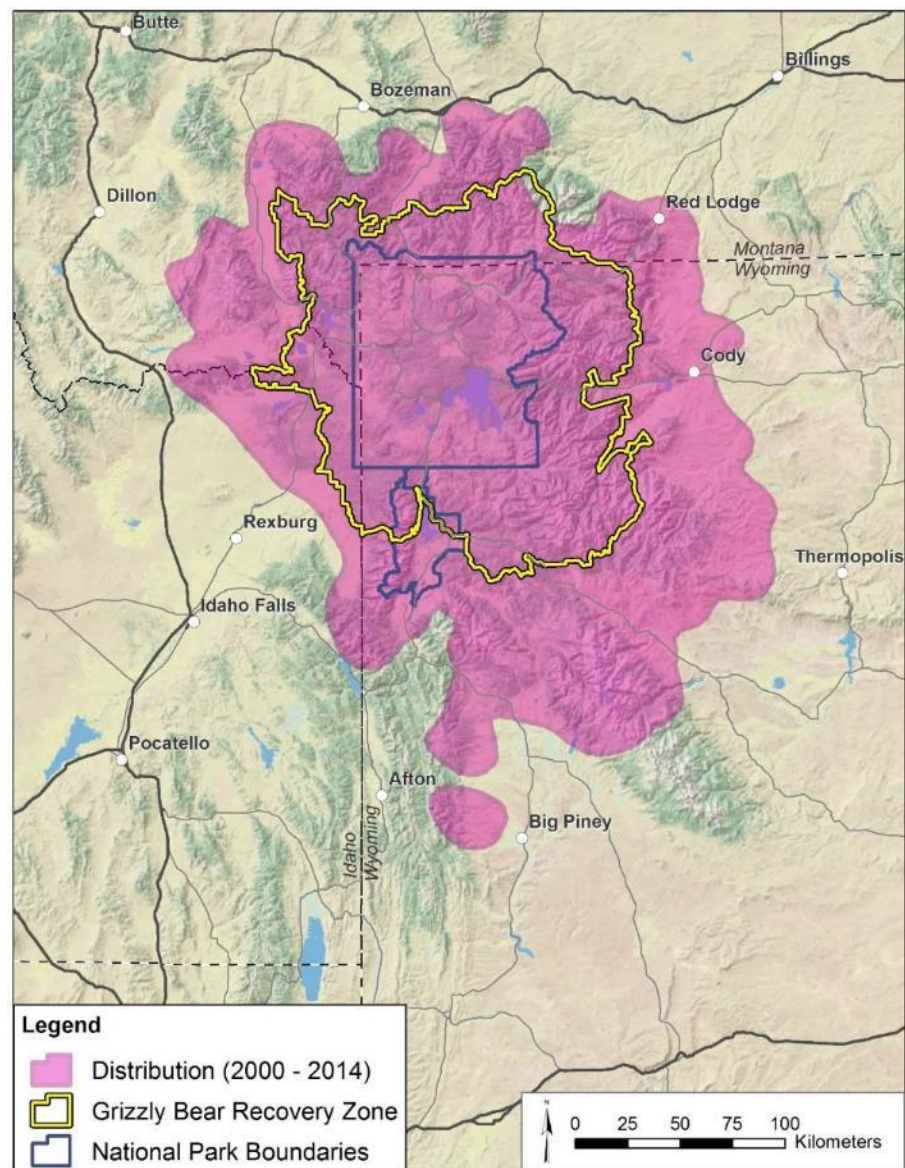 Butte
Billings
Bozeman
Dillon
Red Lodge
Montana
Wyoming
Cody
Rexburg
Thermopolis
Idaho Falls
Pocatello
Afton
Big Piney
Idaho
Wyoming
Legend
Distribution (2000 - 2014)
Grizzly Bear Recovery Zone
National Park Boundaries
N
0 25 50 75 100
Kilometers